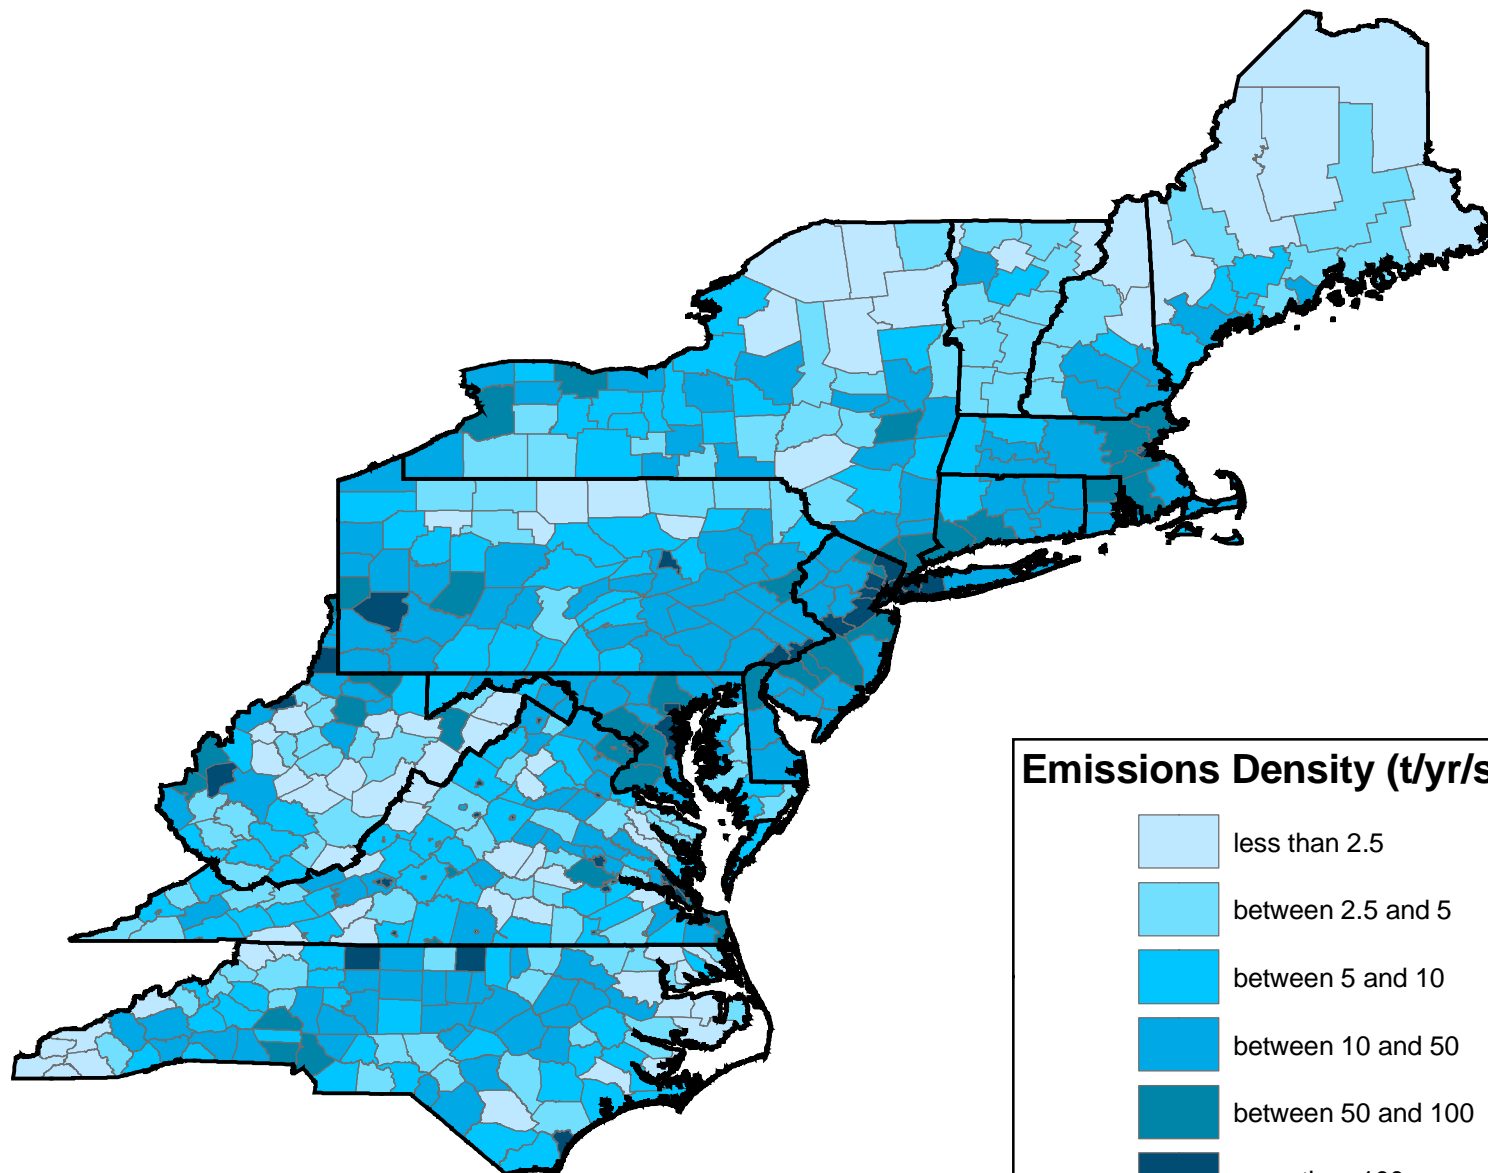 Emissions Density (t/yr/s
less than 2.5
between 2.5 and 5
between 5 and 10
between 10 and 50
between 50 and 100